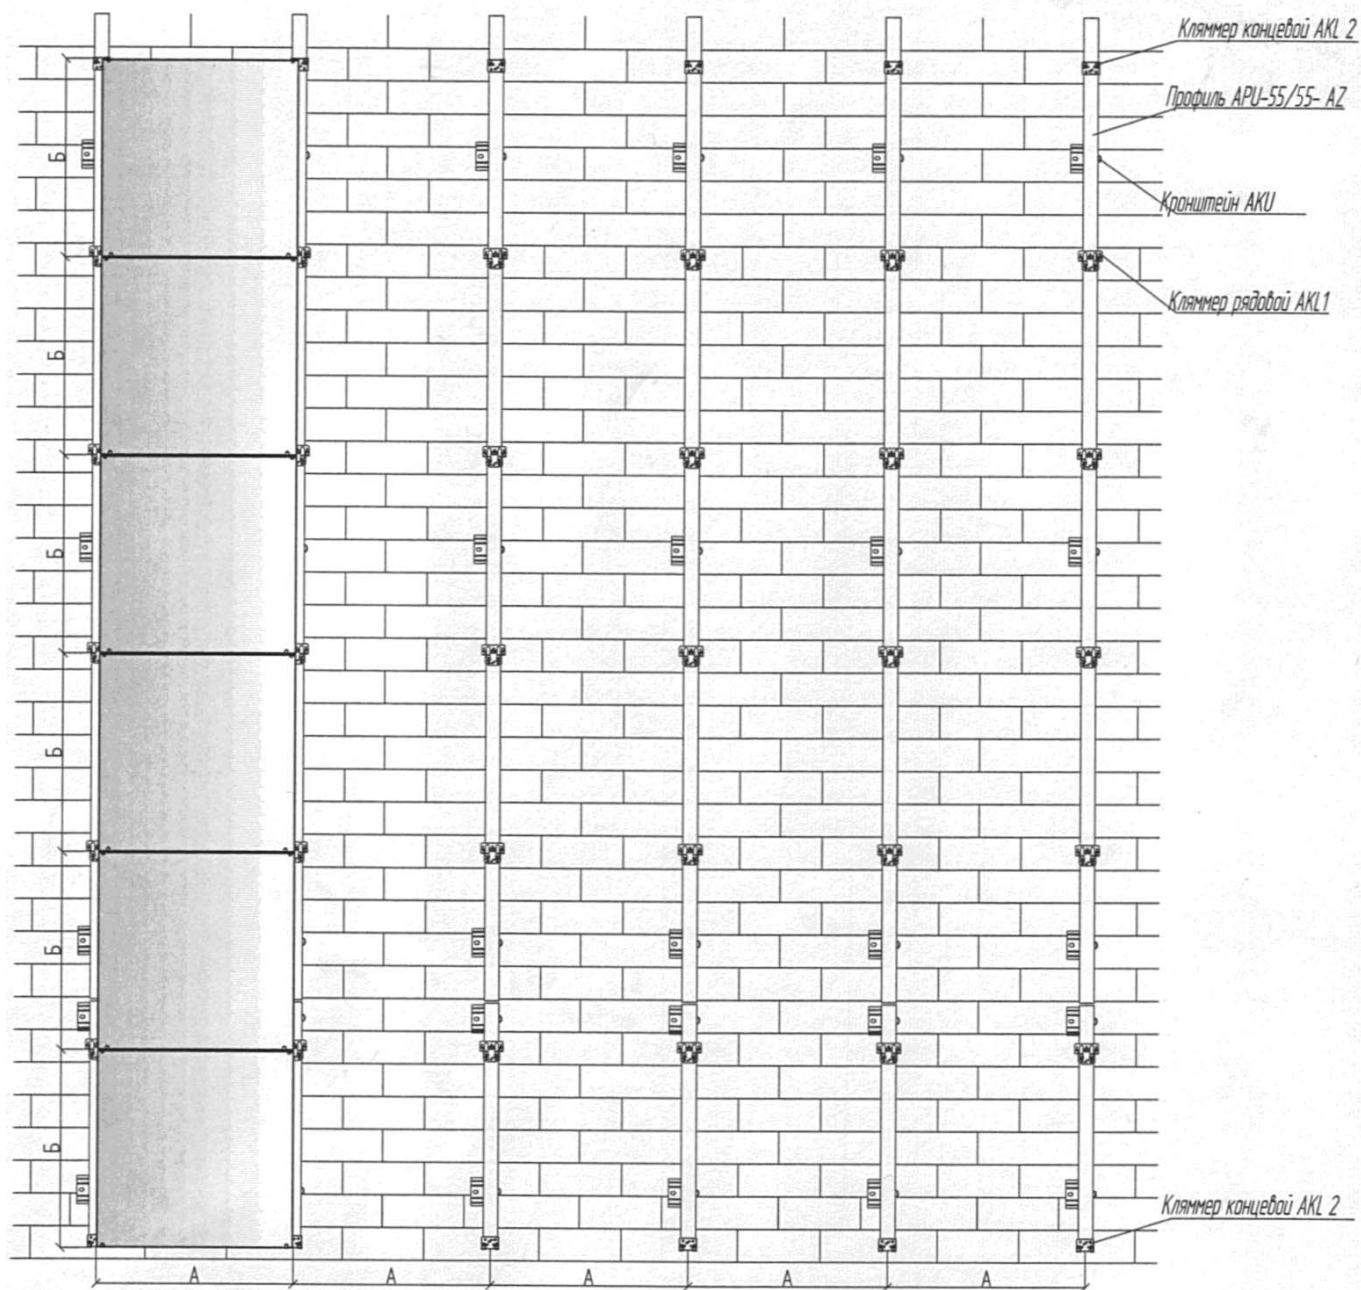 Кляммер концевой AKL 2
Профиль APU-55/55- AZ
Кронштейн AKU
Кляммер рядовой AKL1
Б
Б
Б
Б
Б
Б
Кляммер концевой AKL 2
А
А
А
А
А